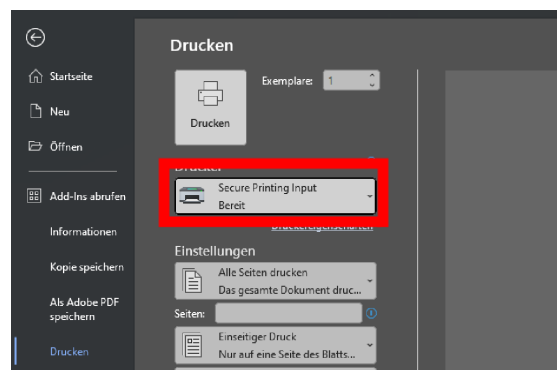 Drucken
Startseite
Neu
Öffnen
Add-Ins abrufen
Informationen
Kopie speichern
Als Adobe PDF
speichern
Drucken
Exemplare: 1
Drucken
Drucker
Secure Printing Input
Bereit
Druckereigenschaften
Einstellungen
Alle Seiten drucken
Das gesamte Dokument druc...
Seiten:
Einseitiger Druck
Nur auf eine Seite des Blatts...